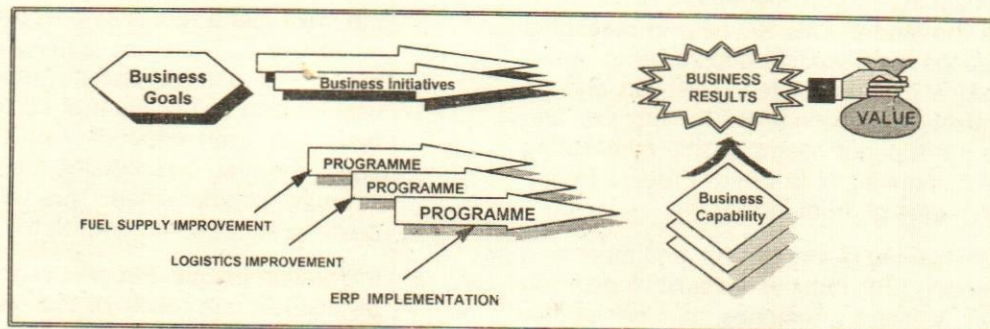 Business
Goals
Business Initiatives
BUSINESS
RESULTS
VALUE
PROGRAMME
PROGRAMME
PROGRAMME
FUEL SUPPLY IMPROVEMENT
LOGISTICS IMPROVEMENT
ERP IMPLEMENTATION
Business
Capability